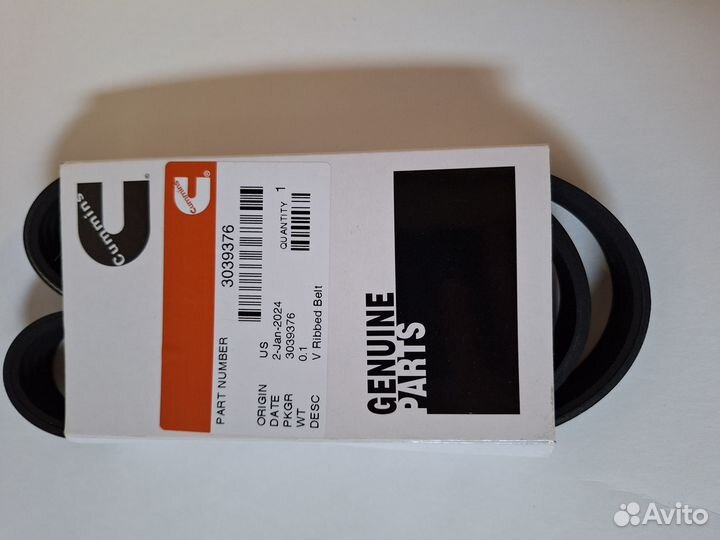 Cummins
®
Cummins
®
PART NUMBER 3039376
ORIGIN US
DATE 2-Jan-2024
PKGR 3039376
WT 0.1
DESC V Ribbed Belt
QUANTITY 1
GENUINE
PARTS
Avito